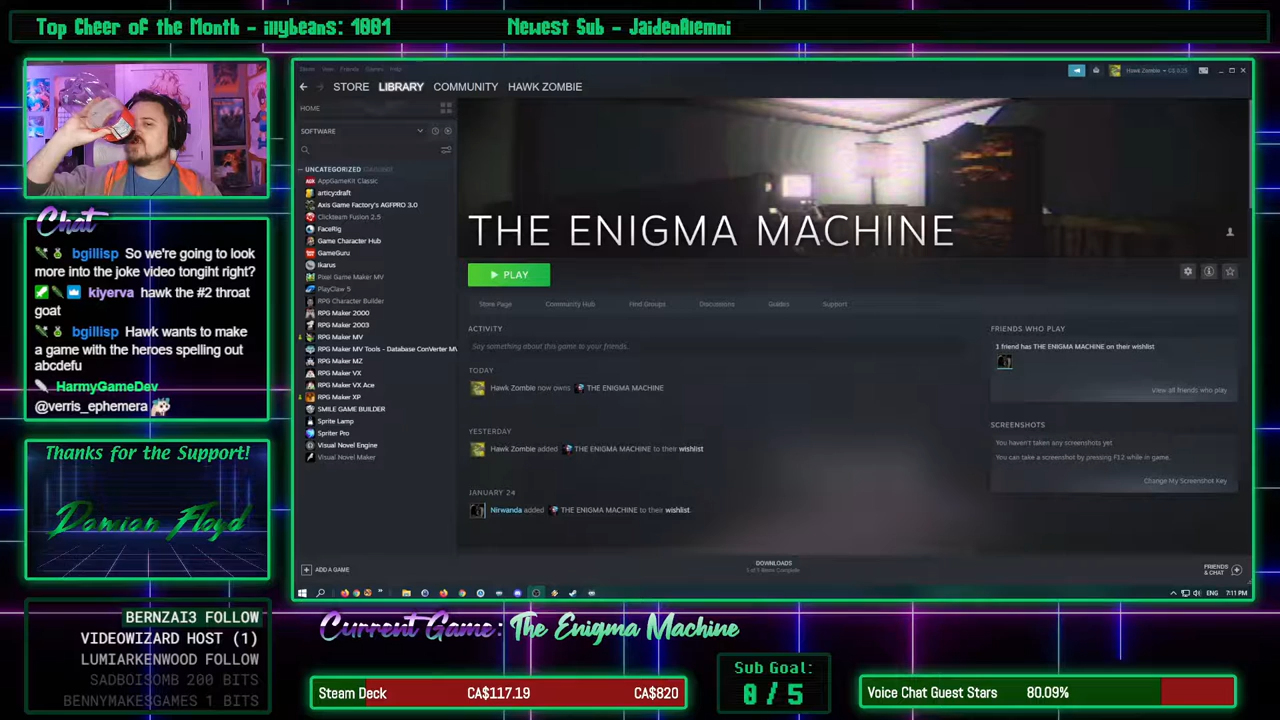 Top Cheer of the Month - illybeans: 1001
Newest Sub - JaidenAlemni
Steam View Friends Games Help
Hawk Zombie
STORE LIBRARY COMMUNITY HAWK ZOMBIE
HOME
SOFTWARE
UNCATEGORIZED
AppGameKit Classic
articy:draft
Axis Game Factory's AGFPRO 3.0
Clickteam Fusion 2.5
FaceRig
Game Character Hub
GameGuru
Ikarus
Pixel Game Maker MV
PlayClaw 5
RPG Character Builder
RPG Maker 2000
RPG Maker 2003
RPG Maker MV
RPG Maker MV Tools - Database ConVerter MV
RPG Maker MZ
RPG Maker VX
RPG Maker VX Ace
RPG Maker XP
SMILE GAME BUILDER
Sprite Lamp
Spriter Pro
Visual Novel Engine
Visual Novel Maker
ADD A GAME
THE ENIGMA MACHINE
PLAY
Store Page Community Hub Find Groups Discussions Guides Support
ACTIVITY
Say something about this game to your friends.
TODAY
Hawk Zombie now owns THE ENIGMA MACHINE
YESTERDAY
Hawk Zombie added THE ENIGMA MACHINE to their wishlist
JANUARY 24
Nirwanda added THE ENIGMA MACHINE to their wishlist.
FRIENDS WHO PLAY
1 friend has THE ENIGMA MACHINE on their wishlist
View all friends who play
SCREENSHOTS
You haven't taken any screenshots yet
You can take a screenshot by pressing F12 while in game.
Change My Screenshot Key
DOWNLOADS
FRIENDS
& CHAT
ENG 7:11 PM
Chat
bgillisp So we're going to look
more into the joke video tongiht right?
kiyerva hawk the #2 throat
goat
bgillisp Hawk wants to make
a game with the heroes spelling out
abcdefu
HarmyGameDev
@verris_ephemera
Thanks for the Support!
Damian Floyd
BERNZAI3 FOLLOW
VIDEOWIZARD HOST (1)
LUMIARKENWOOD FOLLOW
SADBOISOMB 200 BITS
BENNYMAKESGAMES 1 BITS
Current Game: The Enigma Machine
Steam Deck CA$117.19 CA$820
Sub Goal:
0 / 5
Voice Chat Guest Stars 80.09%